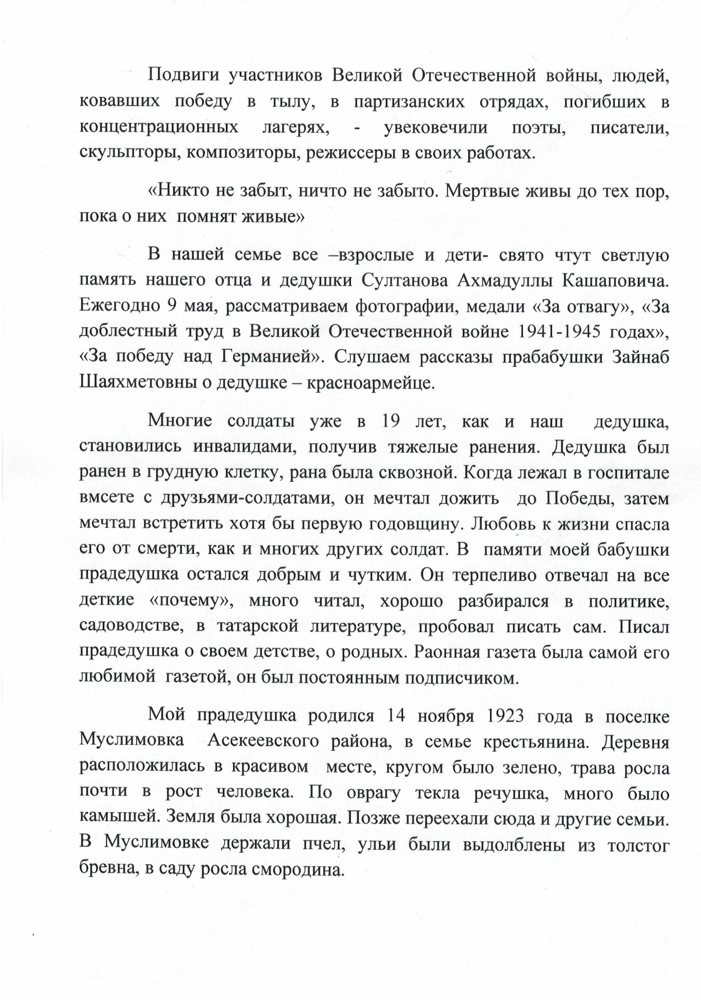 Подвиги участников Великой Отечественной войны, людей,
ковавших победу в тылу, в партизанских отрядах, погибших в
концентрационных лагерях, - увековечили поэты, писатели,
скульпторы, композиторы, режиссеры в своих работах.
«Никто не забыт, ничто не забыто. Мертвые живы до тех пор,
пока о них помнят живые»
В нашей семье все –взрослые и дети- свято чтут светлую
память нашего отца и дедушки Султанова Ахмадуллы Кашаповича.
Ежегодно 9 мая, рассматриваем фотографии, медали «За отвагу», «За
доблестный труд в Великой Отечественной войне 1941-1945 годах»,
«За победу над Германией». Слушаем рассказы прабабушки Зайнаб
Шаяхметовны о дедушке – красноармейце.
Многие солдаты уже в 19 лет, как и наш дедушка,
становились инвалидами, получив тяжелые ранения. Дедушка был
ранен в грудную клетку, рана была сквозной. Когда лежал в госпитале
вмсете с друзьями-солдатами, он мечтал дожить до Победы, затем
мечтал встретить хотя бы первую годовщину. Любовь к жизни спасла
его от смерти, как и многих других солдат. В памяти моей бабушки
прадедушка остался добрым и чутким. Он терпеливо отвечал на все
деткие «почему», много читал, хорошо разбирался в политике,
садоводстве, в татарской литературе, пробовал писать сам. Писал
прадедушка о своем детстве, о родных. Раонная газета была самой его
любимой газетой, он был постоянным подписчиком.
Мой прадедушка родился 14 ноября 1923 года в поселке
Муслимовка Асекеевского района, в семье крестьянина. Деревня
расположилась в красивом месте, кругом было зелено, трава росла
почти в рост человека. По оврагу текла речушка, много было
камышей. Земля была хорошая. Позже переехали сюда и другие семьи.
В Муслимовке держали пчел, ульи были выдолблены из толстог
бревна, в саду росла смородина.